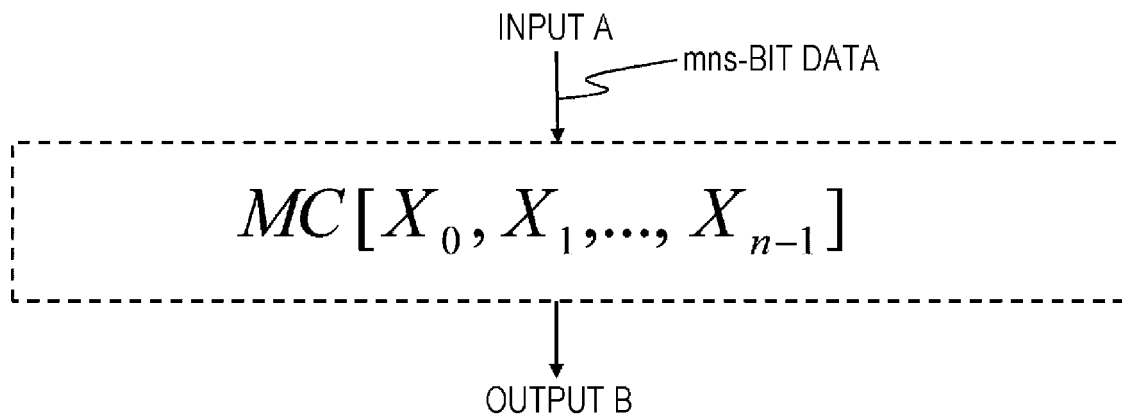 INPUT A
mns-BIT DATA
MC[X₀, X₁,..., Xₙ₋₁]
OUTPUT B